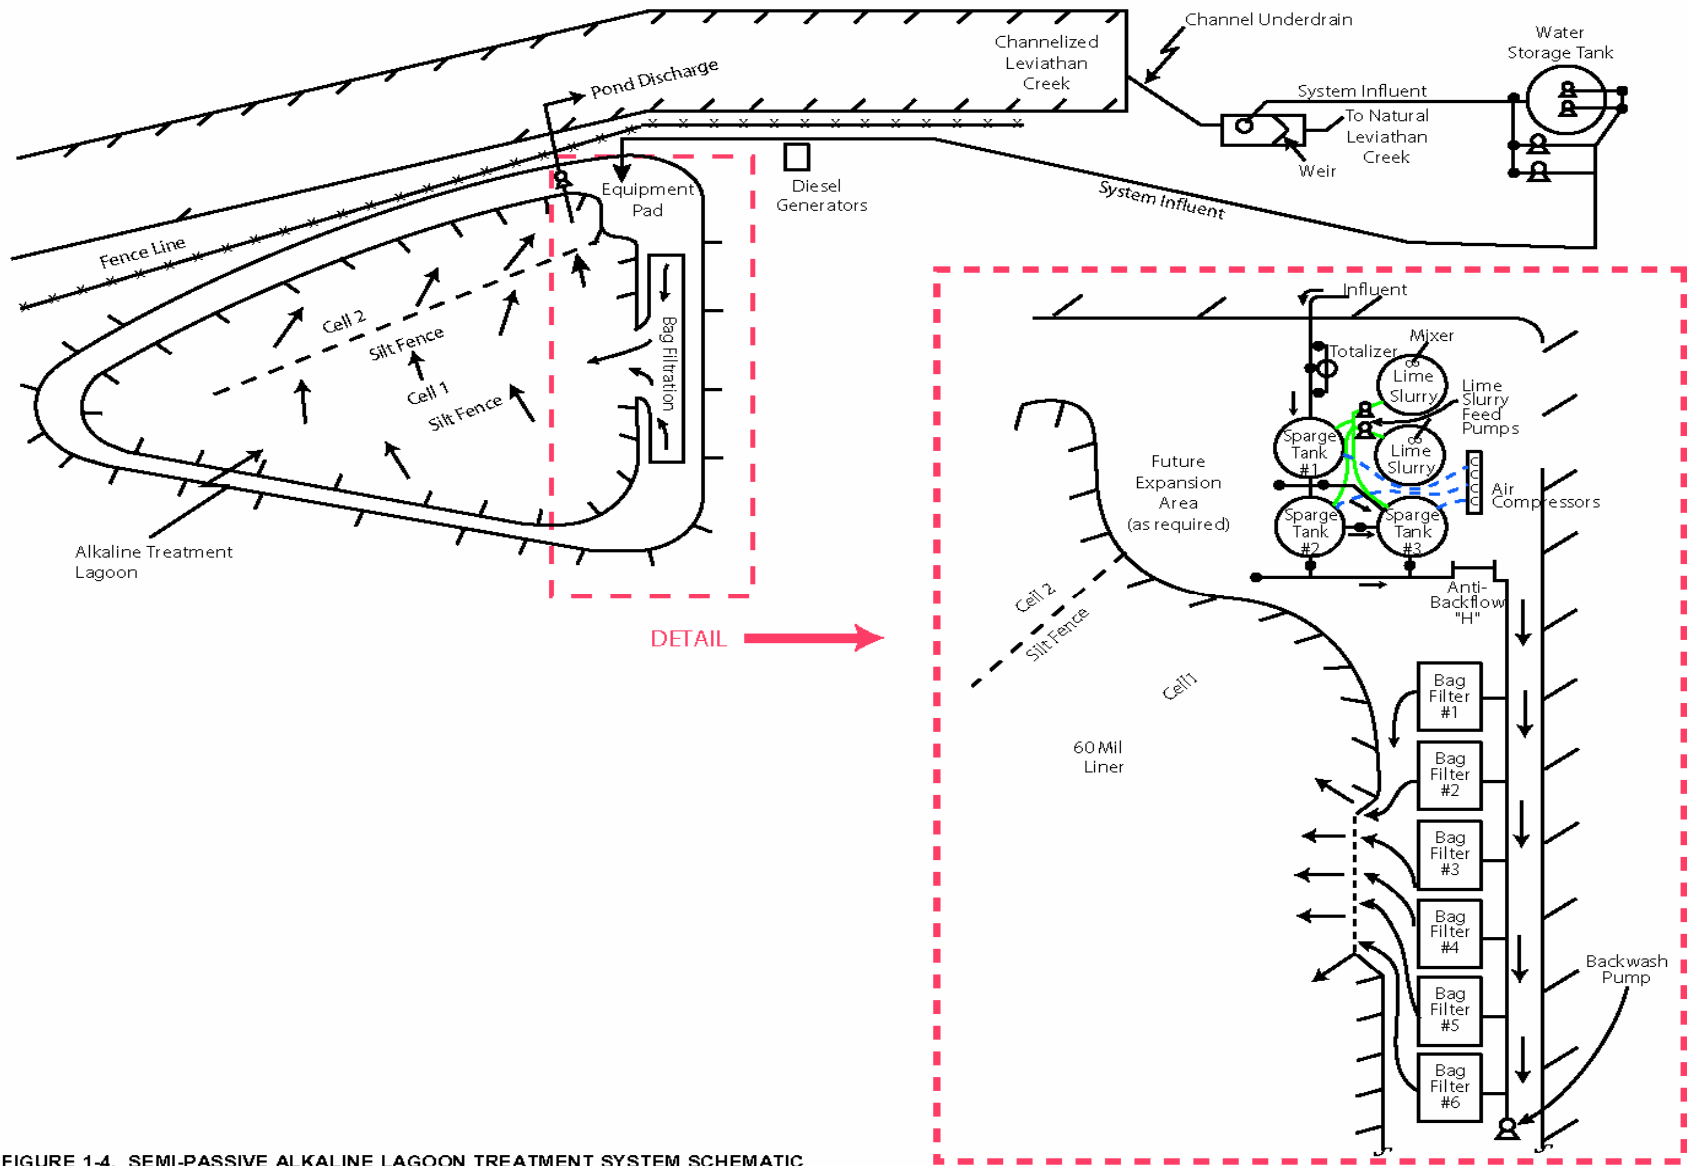 Channel Underdrain
Water
Storage Tank
Channelized
Leviathan
Creek
Pond Discharge
System Influent
To Natural
Leviathan
Creek
Weir
Equipment
Pad
Diesel
Generators
System Influent
Fence Line
Cell 2
Silt Fence
Cell 1
Silt Fence
Bag Filtration
Alkaline Treatment
Lagoon
DETAIL
Influent
Totalizer
Mixer
Lime
Slurry
Lime
Slurry
Feed
Pumps
Sparge
Tank
#1
Lime
Slurry
Future
Expansion
Area
(as required)
C
C
C
C
Air
Compressors
Sparge
Tank
#2
Sparge
Tank
#3
Anti-
Backflow
"H"
Cell 2
Silt Fence
Cell1
60 Mil
Liner
Bag
Filter
#1
Bag
Filter
#2
Bag
Filter
#3
Bag
Filter
#4
Bag
Filter
#5
Bag
Filter
#6
Backwash
Pump
FIGURE 1-4. SEMI-PASSIVE ALKALINE LAGOON TREATMENT SYSTEM SCHEMATIC